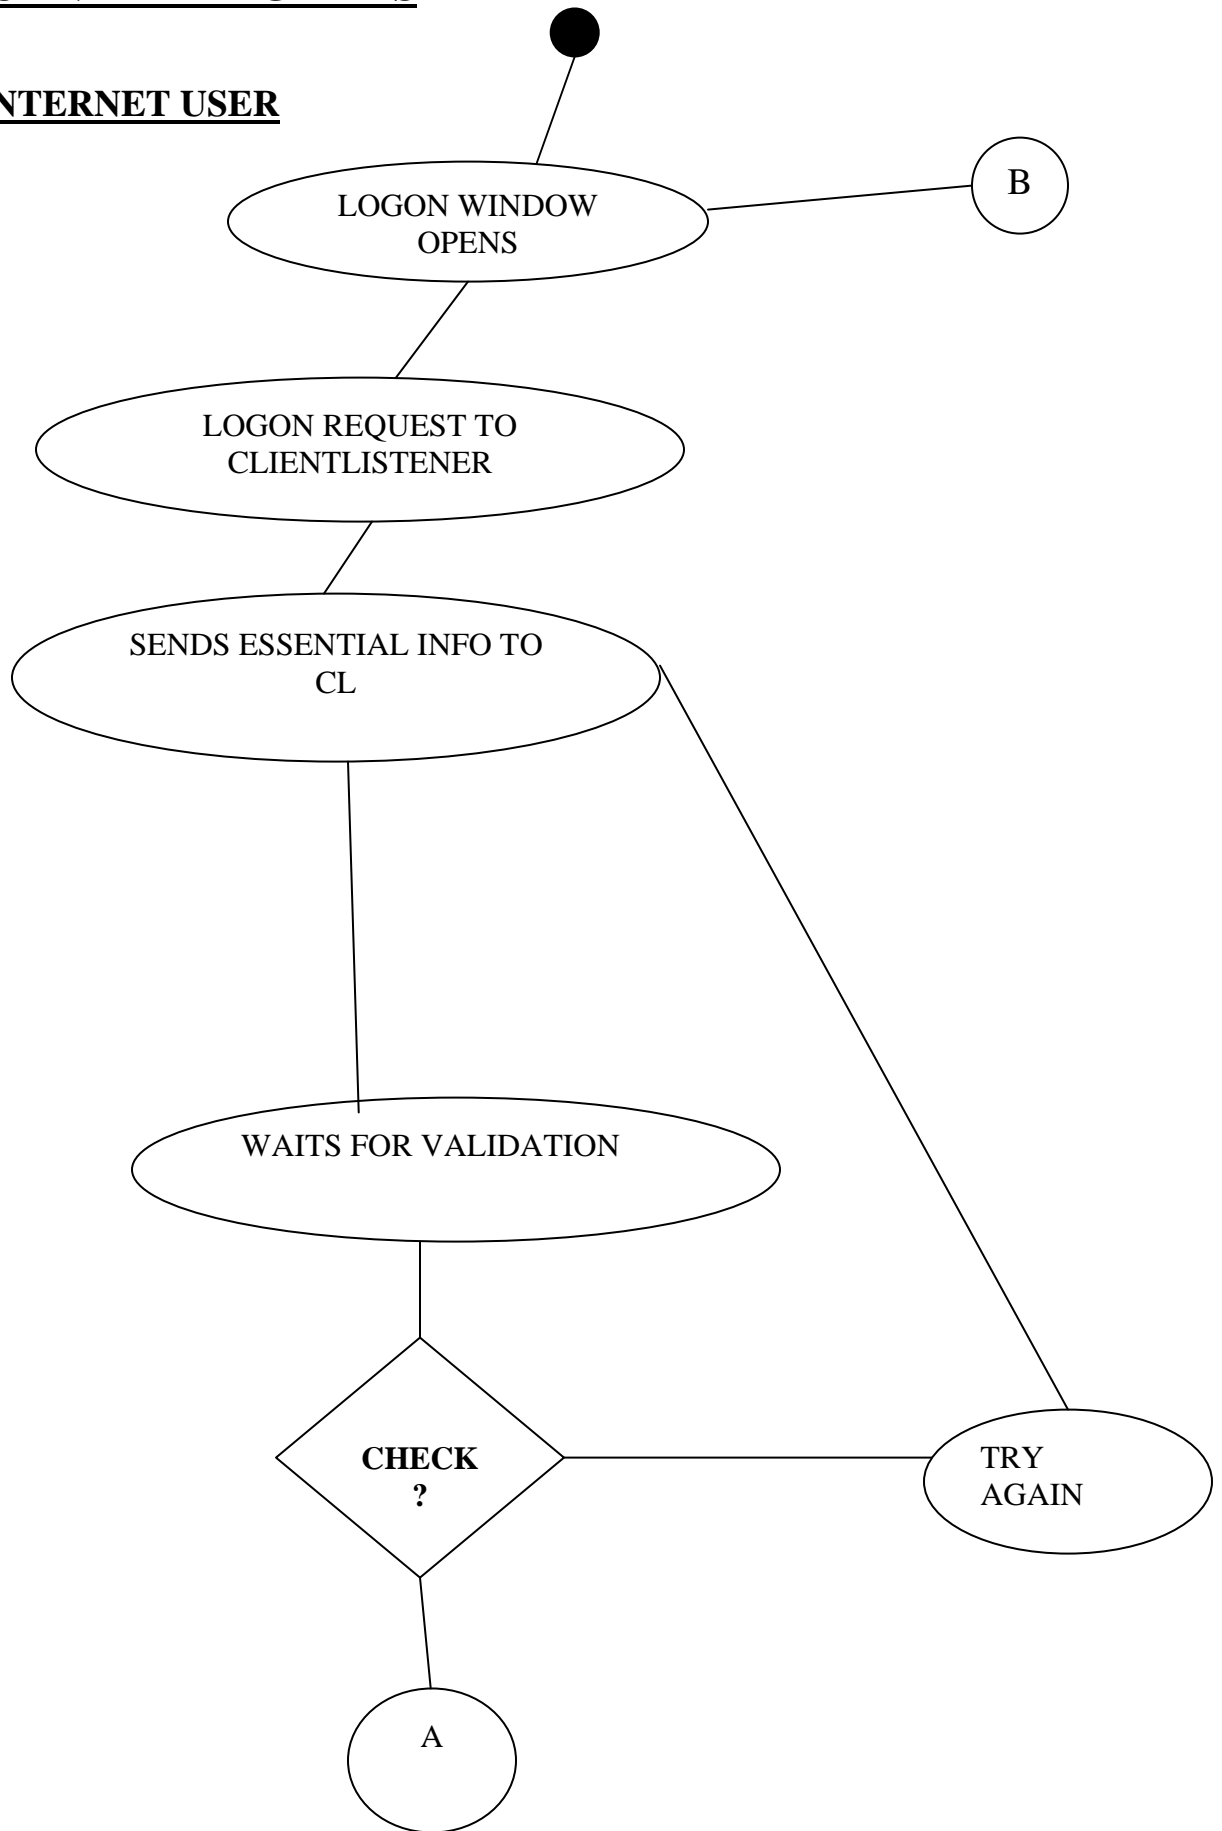 NTERNET USER
B
LOGON WINDOW
OPENS
LOGON REQUEST TO
CLIENTLISTENER
SENDS ESSENTIAL INFO TO
CL
WAITS FOR VALIDATION
CHECK
?
TRY
AGAIN
A